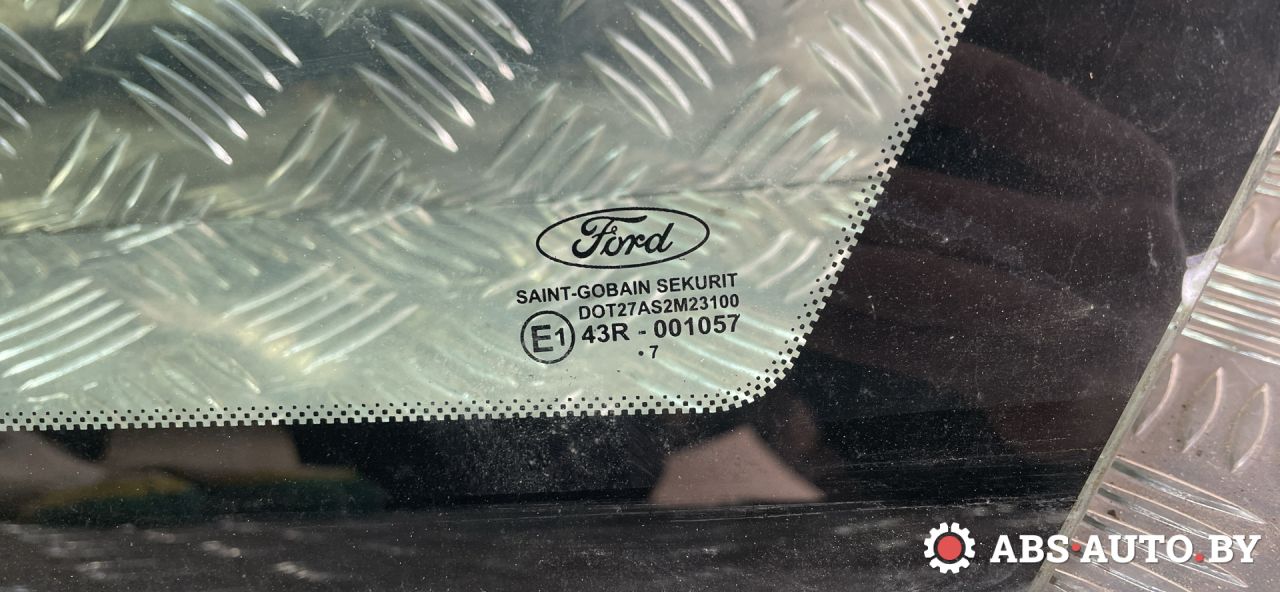 Ford
SAINT-GOBAIN SEKURIT
DOT27AS2M23100
E1 43R - 001057
• 7
ABS·AUTO.BY